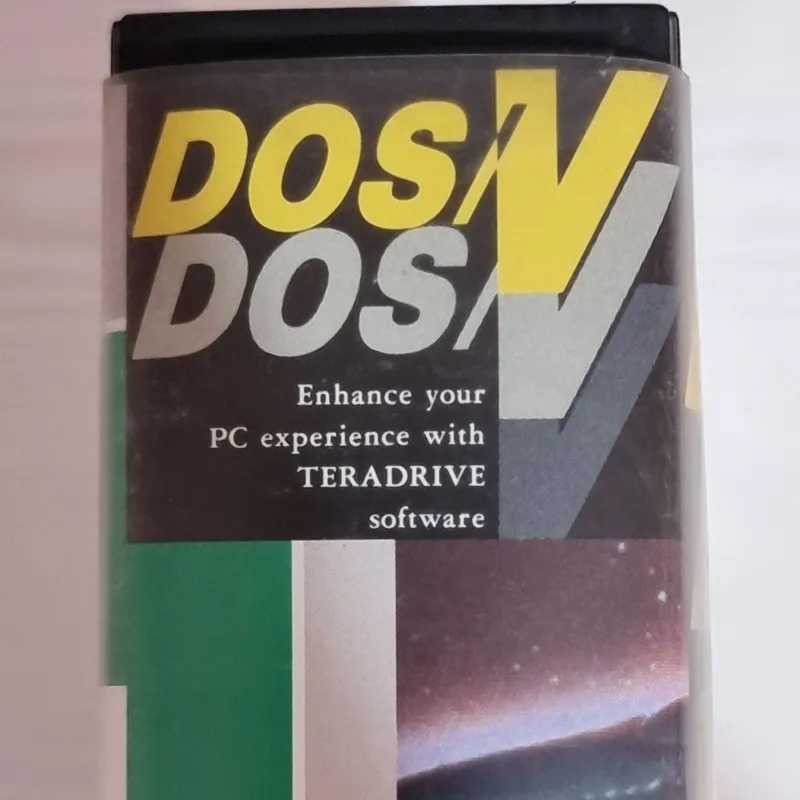 DOS/V
DOS/V
Enhance your
PC experience with
TERADRIVE
software